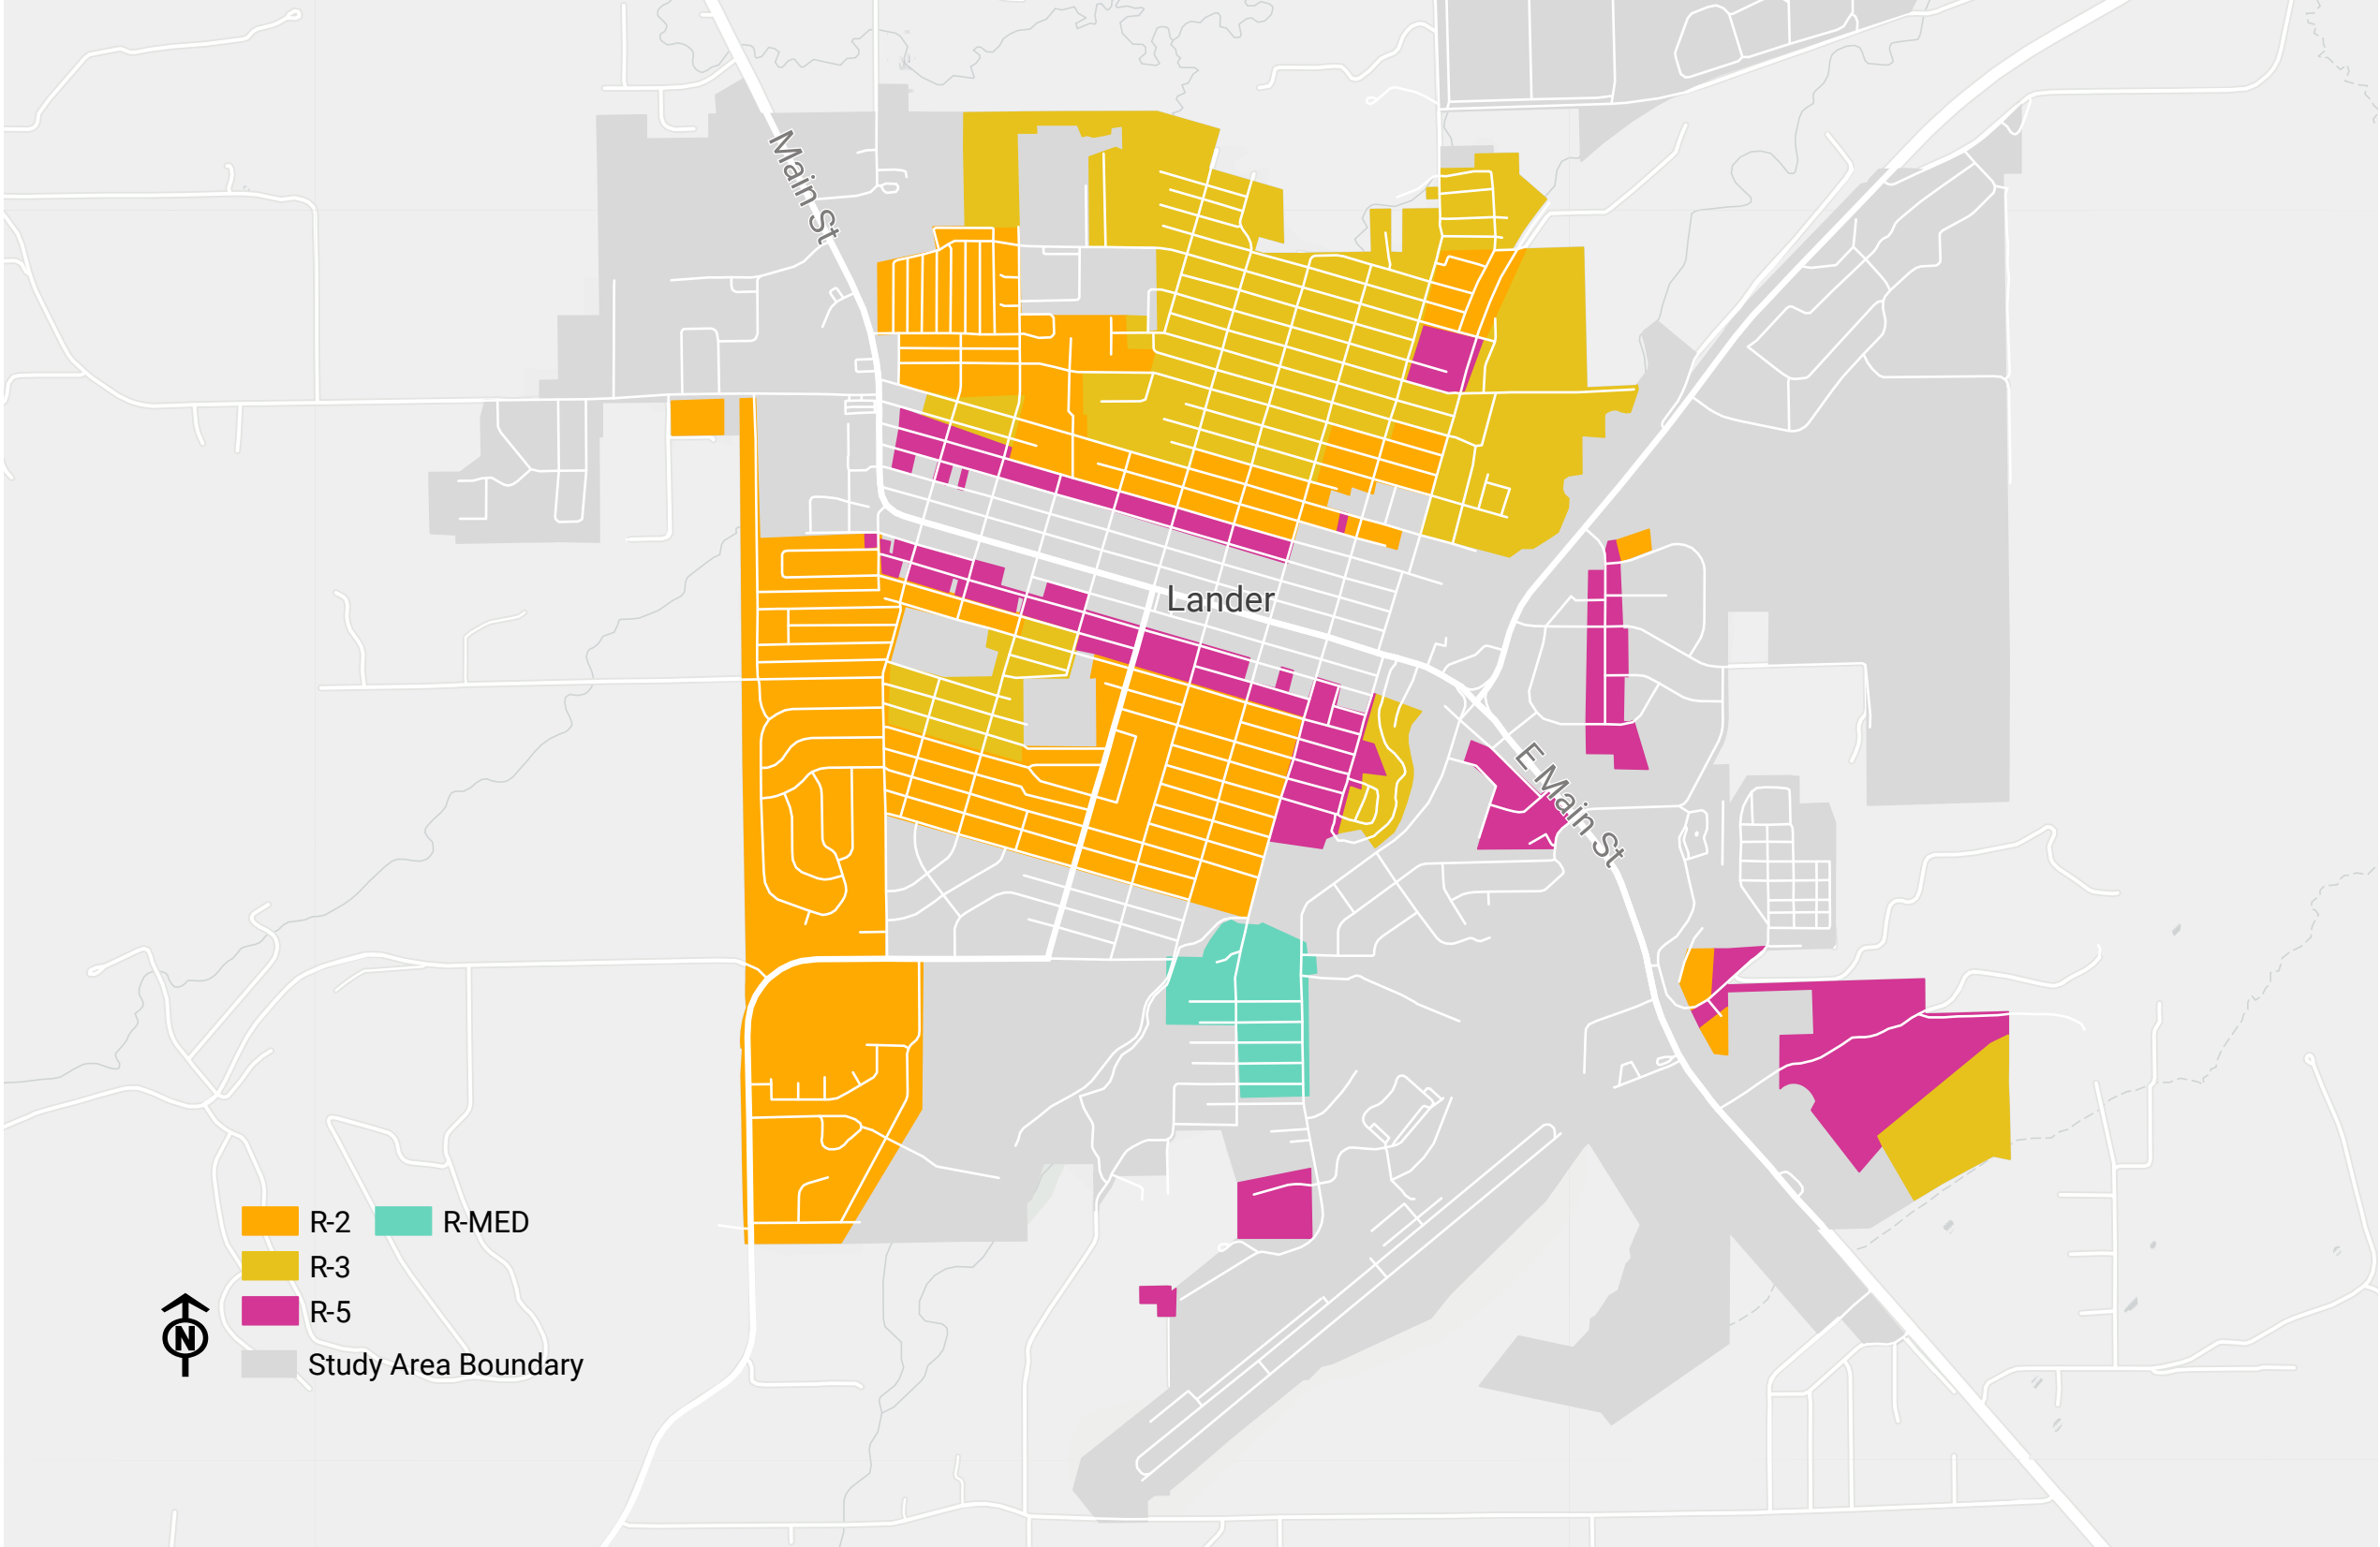 Main St
Lander
E Main St
R-2
R-MED
R-3
R-5
N
Study Area Boundary